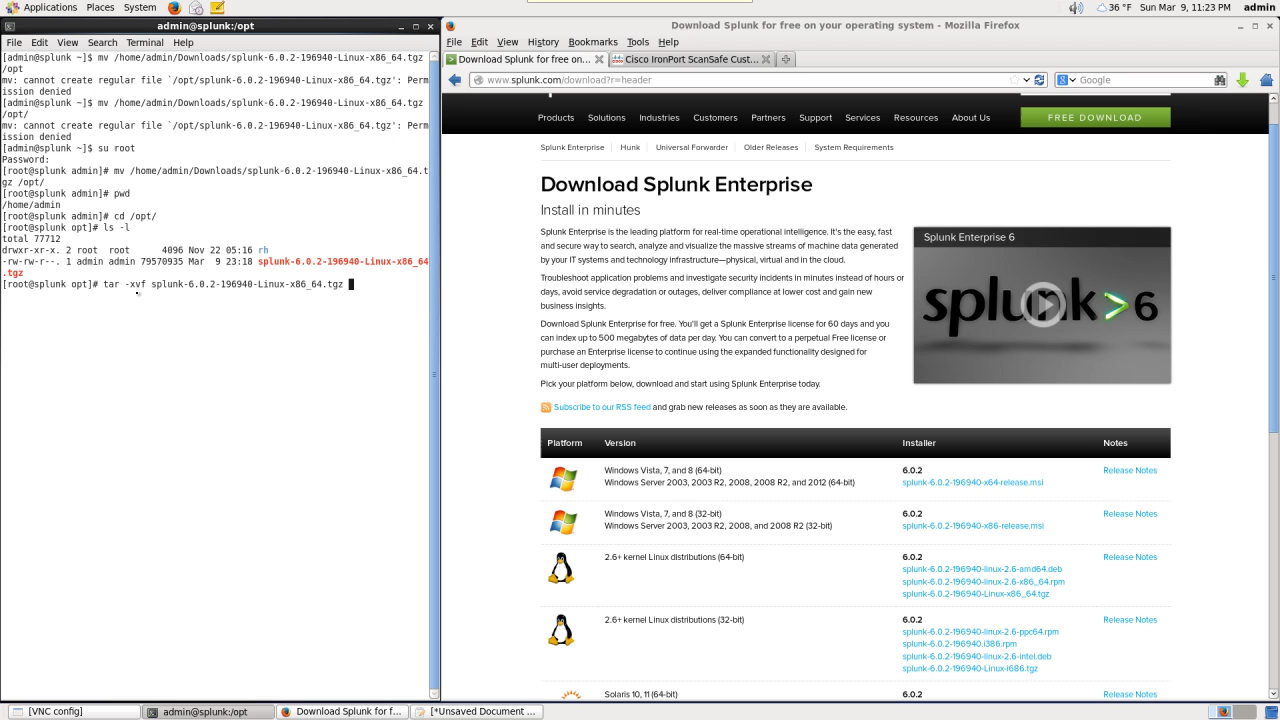 Applications Places System
36 °F Sun Mar 9, 11:23 PM admin
admin@splunk:/opt
File Edit View Search Terminal Help
[admin@splunk ~]$ mv /home/admin/Downloads/splunk-6.0.2-196940-Linux-x86_64.tgz
/opt
mv: cannot create regular file `/opt/splunk-6.0.2-196940-Linux-x86_64.tgz': Perm
ission denied
[admin@splunk ~]$ mv /home/admin/Downloads/splunk-6.0.2-196940-Linux-x86_64.tgz
/opt/
mv: cannot create regular file `/opt/splunk-6.0.2-196940-Linux-x86_64.tgz': Perm
ission denied
[admin@splunk ~]$ su root
Password:
[root@splunk admin]# mv /home/admin/Downloads/splunk-6.0.2-196940-Linux-x86_64.t
gz /opt/
[root@splunk admin]# pwd
/home/admin
[root@splunk admin]# cd /opt/
[root@splunk opt]# ls -l
total 77712
drwxr-xr-x. 2 root root 4096 Nov 22 05:16 rh
-rw-rw-r--. 1 admin admin 79570935 Mar 9 23:18 splunk-6.0.2-196940-Linux-x86_64
.tgz
[root@splunk opt]# tar -xvf splunk-6.0.2-196940-Linux-x86_64.tgz
Download Splunk for free on your operating system - Mozilla Firefox
File Edit View History Bookmarks Tools Help
Download Splunk for free on...
Cisco IronPort ScanSafe Cust...
www.splunk.com/download?r=header
Google
Products Solutions Industries Customers Partners Support Services Resources About Us FREE DOWNLOAD
Splunk Enterprise Hunk Universal Forwarder Older Releases System Requirements
Download Splunk Enterprise
Install in minutes
Splunk Enterprise is the leading platform for real-time operational intelligence. It's the easy, fast
and secure way to search, analyze and visualize the massive streams of machine data generated
by your IT systems and technology infrastructure—physical, virtual and in the cloud.
Troubleshoot application problems and investigate security incidents in minutes instead of hours or
days, avoid service degradation or outages, deliver compliance at lower cost and gain new
business insights.
Download Splunk Enterprise for free. You'll get a Splunk Enterprise license for 60 days and you
can index up to 500 megabytes of data per day. You can convert to a perpetual Free license or
purchase an Enterprise license to continue using the expanded functionality designed for
multi-user deployments.
Pick your platform below, download and start using Splunk Enterprise today.
Subscribe to our RSS feed and grab new releases as soon as they are available.
Splunk Enterprise 6
splunk>6
Platform Version Installer Notes
Windows Vista, 7, and 8 (64-bit) 6.0.2 Release Notes
Windows Server 2003, 2003 R2, 2008, 2008 R2, and 2012 (64-bit) splunk-6.0.2-196940-x64-release.msi
Windows Vista, 7, and 8 (32-bit) 6.0.2 Release Notes
Windows Server 2003, 2003 R2, 2008, and 2008 R2 (32-bit) splunk-6.0.2-196940-x86-release.msi
2.6+ kernel Linux distributions (64-bit) 6.0.2 Release Notes
splunk-6.0.2-196940-linux-2.6-amd64.deb
splunk-6.0.2-196940-linux-2.6-x86_64.rpm
splunk-6.0.2-196940-Linux-x86_64.tgz
2.6+ kernel Linux distributions (32-bit) 6.0.2 Release Notes
splunk-6.0.2-196940-linux-2.6-ppc64.rpm
splunk-6.0.2-196940.i386.rpm
splunk-6.0.2-196940-linux-2.6-intel.deb
splunk-6.0.2-196940-Linux-i686.tgz
Solaris 10, 11 (64-bit) 6.0.2 Release Notes
[VNC config] admin@splunk:/opt Download Splunk for f... [*Unsaved Document ...